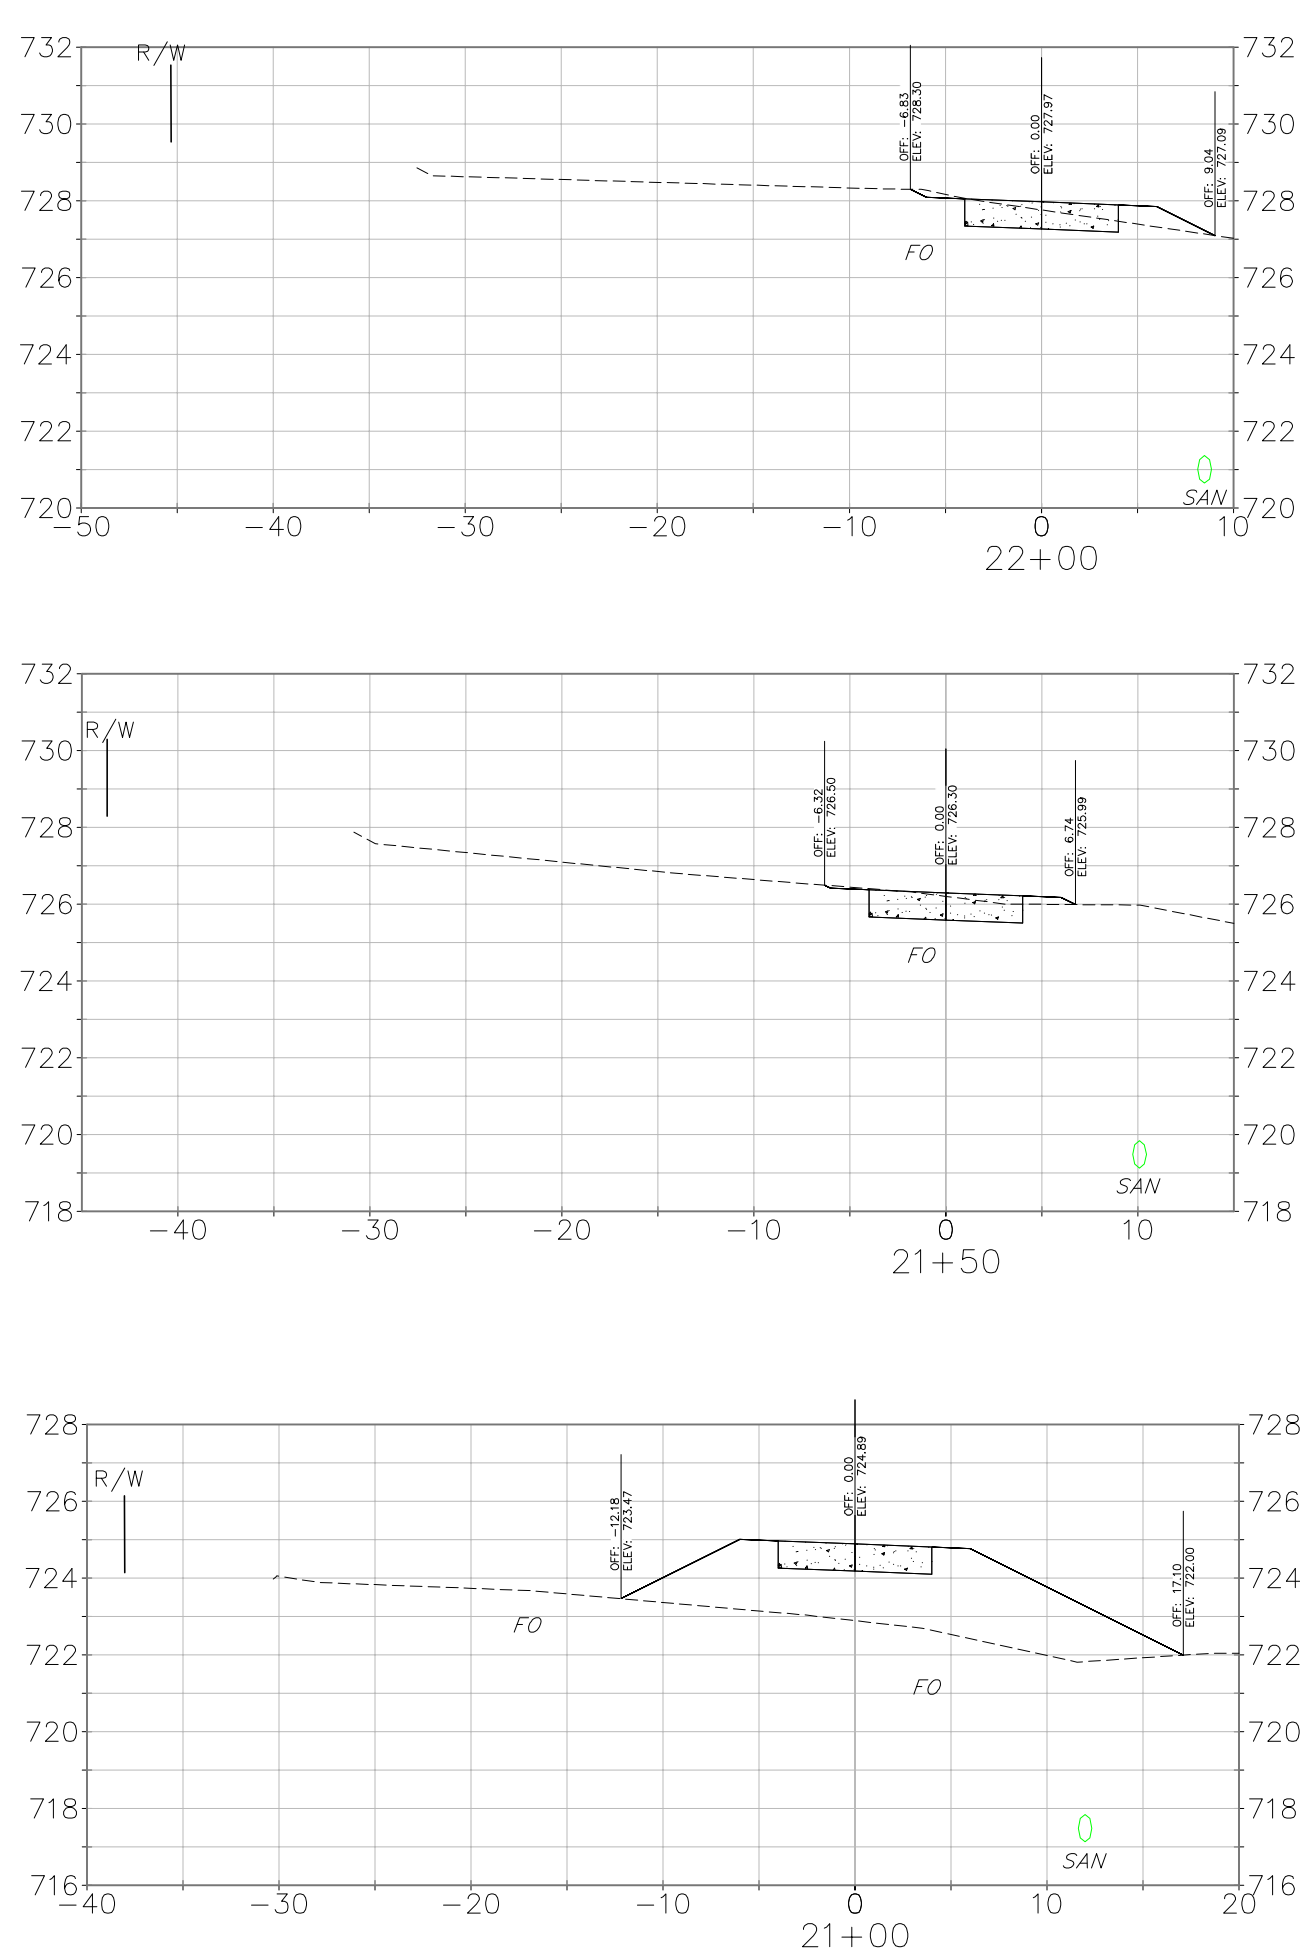 732 732
R/W
730 730
728 728
726 726
724 724
722 722
720 720
OFF: -6.83
ELEV: 728.30
OFF: 0.00
ELEV: 727.97
OFF: 9.04
ELEV: 727.09
FO
SAN
-50 -40 -30 -20 -10 0 10
22+00
732 732
R/W
730 730
728 728
726 726
724 724
722 722
720 720
718 718
OFF: -6.32
ELEV: 726.50
OFF: 0.00
ELEV: 726.30
OFF: 6.74
ELEV: 725.99
FO
SAN
-40 -30 -20 -10 0 10
21+50
728 728
R/W
726 726
724 724
722 722
720 720
718 718
716 716
OFF: -12.18
ELEV: 723.47
OFF: 0.00
ELEV: 724.89
OFF: 17.10
ELEV: 722.00
FO
FO
SAN
-40 -30 -20 -10 0 10 20
21+00